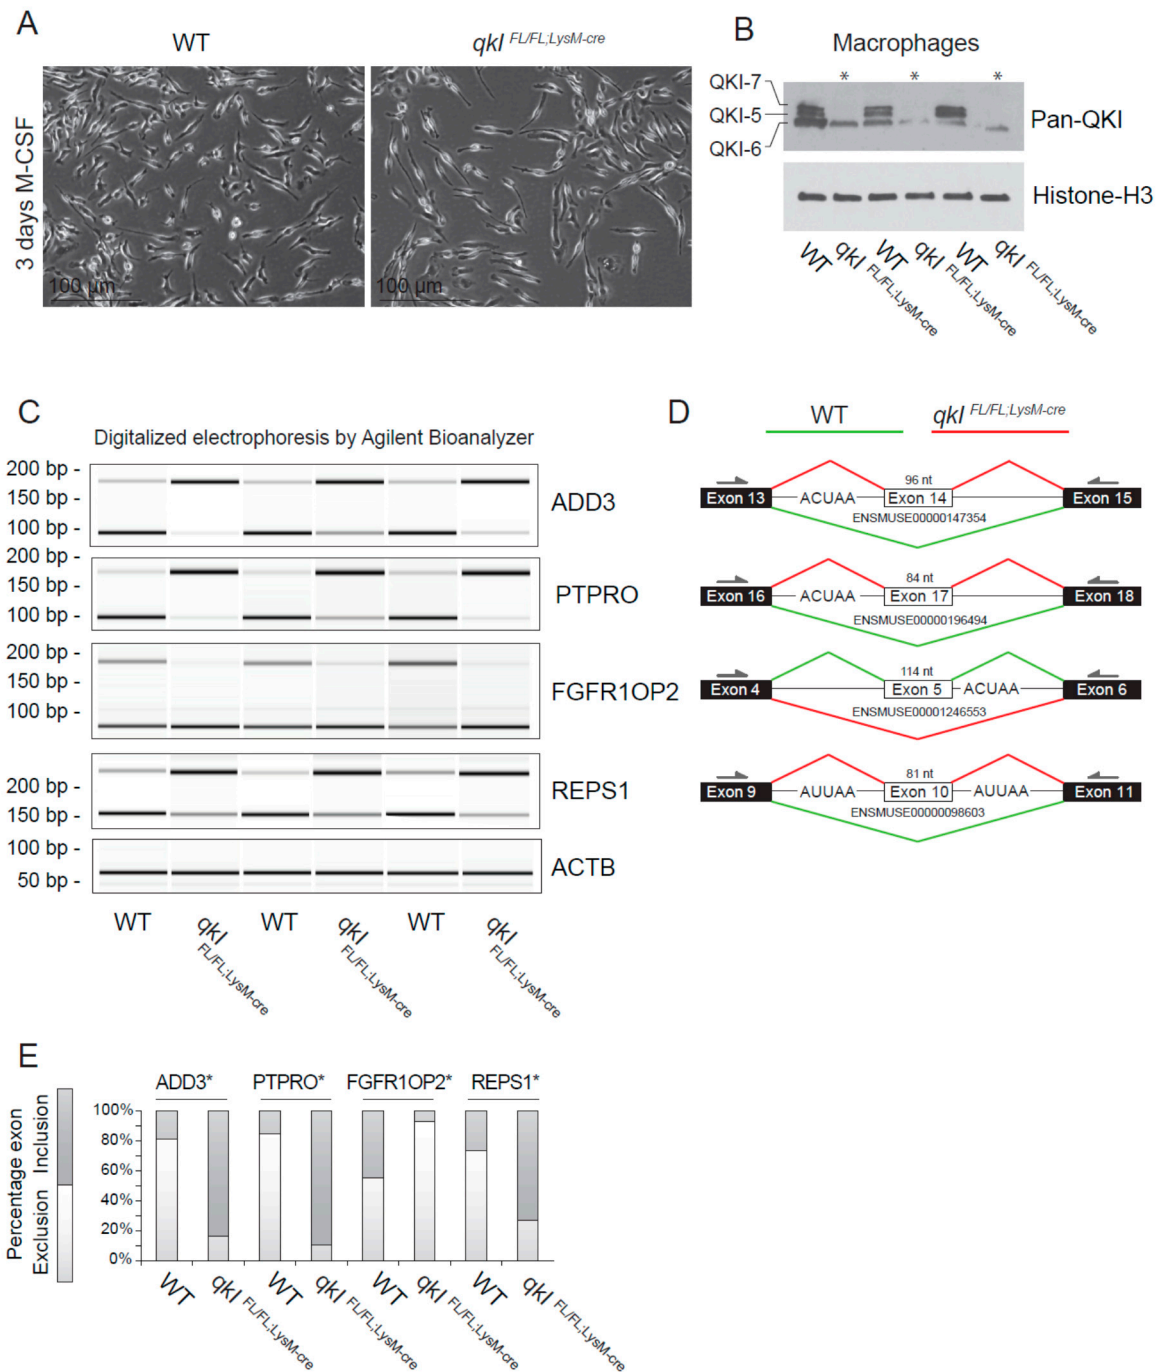 A
WT
qkI FL/FL;LysM-cre
3 days M-CSF
100 µm
100 µm
B
Macrophages
* * *
QKI-7
QKI-5
QKI-6
Pan-QKI
Histone-H3
WT
qkI FL/FL;LysM-cre
WT
qkI FL/FL;LysM-cre
WT
qkI FL/FL;LysM-cre
C
Digitalized electrophoresis by Agilent Bioanalyzer
200 bp -
150 bp -
100 bp -
ADD3
200 bp -
150 bp -
100 bp -
PTPRO
200 bp -
150 bp -
100 bp -
FGFR1OP2
200 bp -
150 bp -
REPS1
100 bp -
50 bp -
ACTB
WT
qkI FL/FL;LysM-cre
WT
qkI FL/FL;LysM-cre
WT
qkI FL/FL;LysM-cre
D
WT
qkI FL/FL;LysM-cre
96 nt
Exon 13 ACUAA Exon 14 Exon 15
ENSMUSE00000147354
84 nt
Exon 16 ACUAA Exon 17 Exon 18
ENSMUSE00000196494
114 nt
Exon 4 Exon 5 ACUAA Exon 6
ENSMUSE00001246553
81 nt
Exon 9 AUUAA Exon 10 AUUAA Exon 11
ENSMUSE00000098603
E
Percentage exon
Exclusion Inclusion
ADD3* PTPRO* FGFR1OP2* REPS1*
100%
80%
60%
40%
20%
0%
WT
qkI FL/FL;LysM-cre
WT
qkI FL/FL;LysM-cre
WT
qkI FL/FL;LysM-cre
WT
qkI FL/FL;LysM-cre